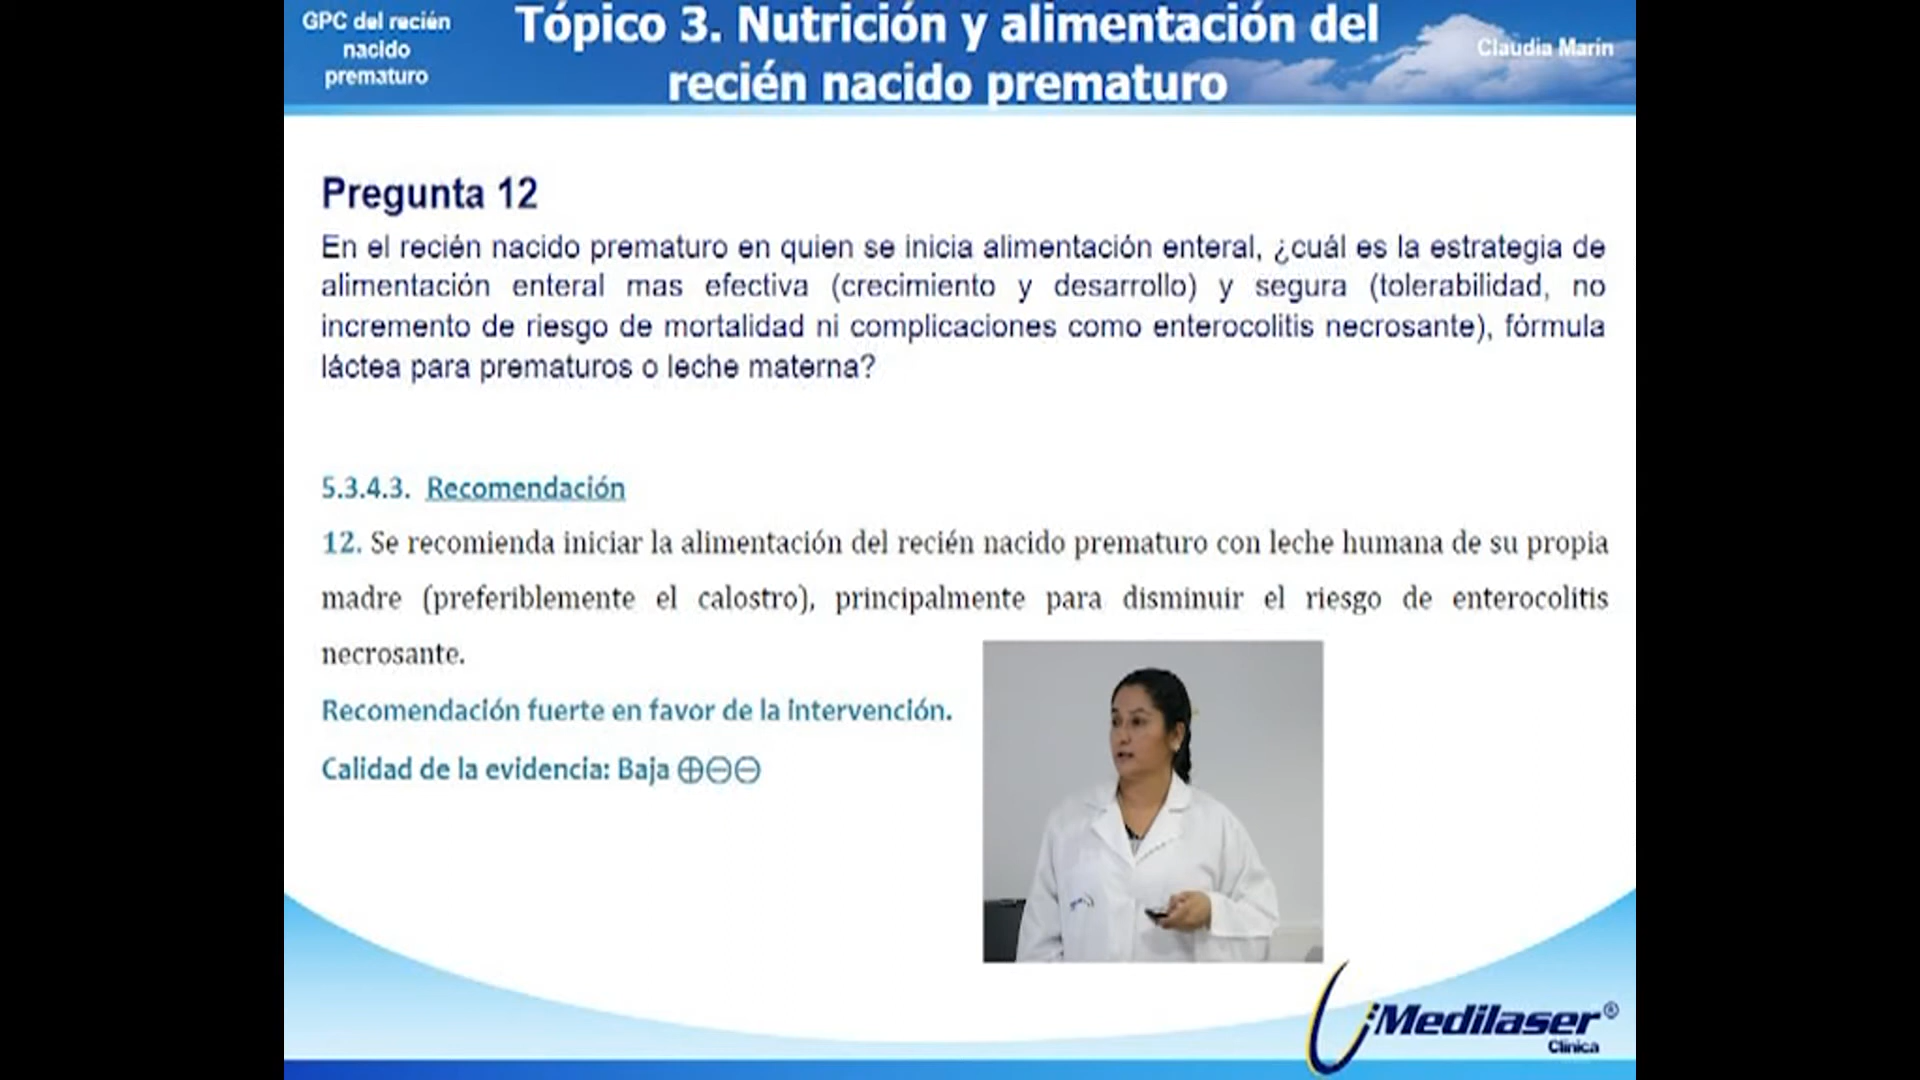 GPC del recién
nacido
prematuro
Tópico 3. Nutrición y alimentación del
recién nacido prematuro
Claudia Marín
Pregunta 12
En el recién nacido prematuro en quien se inicia alimentación enteral, ¿cuál es la estrategia de
alimentación enteral mas efectiva (crecimiento y desarrollo) y segura (tolerabilidad, no
incremento de riesgo de mortalidad ni complicaciones como enterocolitis necrosante), fórmula
láctea para prematuros o leche materna?
5.3.4.3. Recomendación
12. Se recomienda iniciar la alimentación del recién nacido prematuro con leche humana de su propia
madre (preferiblemente el calostro), principalmente para disminuir el riesgo de enterocolitis
necrosante.
Recomendación fuerte en favor de la intervención.
Calidad de la evidencia: Baja ⊕⊖⊖
Medilaser®
Clínica